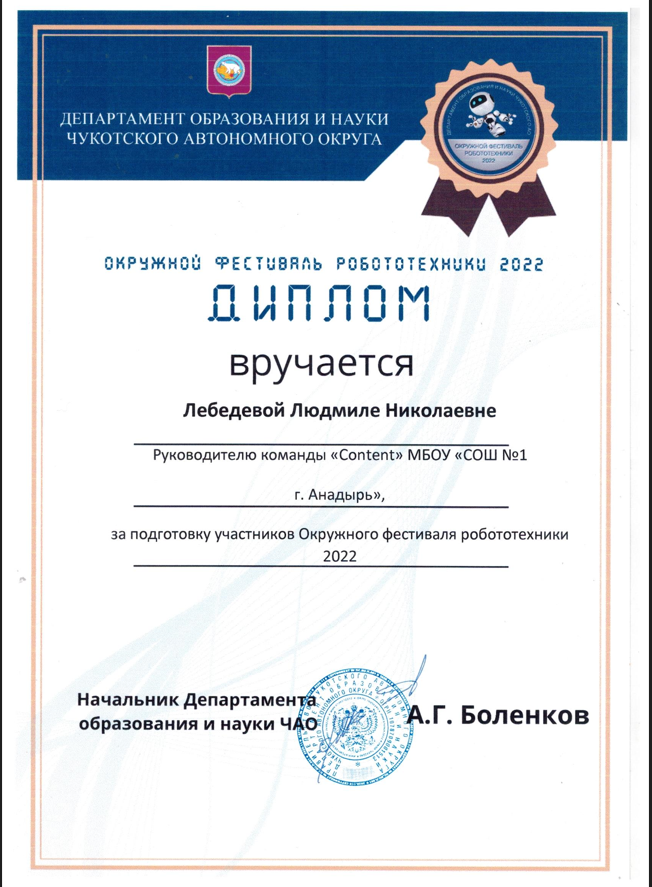 ДЕПАРТАМЕНТ ОБРАЗОВАНИЯ И НАУКИ
ЧУКОТСКОГО АВТОНОМНОГО ОКРУГА
ОКРУЖНОЙ ФЕСТИВАЛЬ
РОБОТОТЕХНИКИ
2022
ОКРУЖНОЙ ФЕСТИВАЛЬ РОБОТОТЕХНИКИ 2022
ДИПЛОМ
вручается
Лебедевой Людмиле Николаевне
Руководителю команды «Content» МБОУ «СОШ №1
г. Анадырь»,
за подготовку участников Окружного фестиваля робототехники
2022
Начальник Департамента
образования и науки ЧАО
А.Г. Боленков